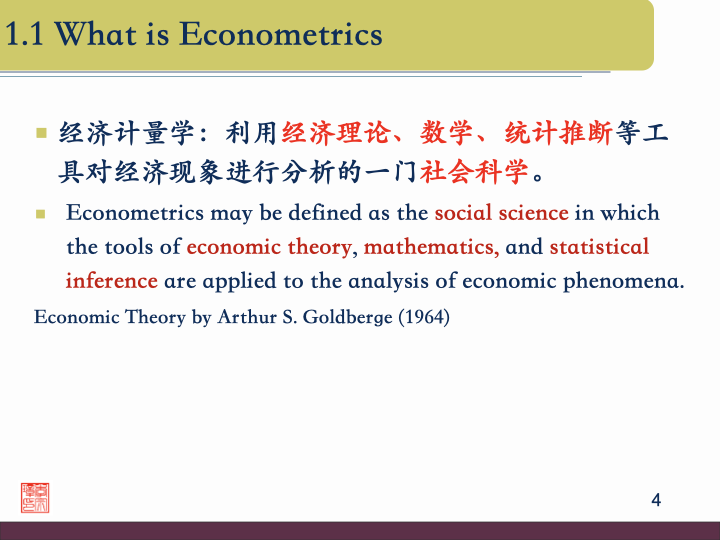 1.1 What is Econometrics
经济计量学：利用经济理论、数学、统计推断等工
具对经济现象进行分析的一门社会科学。
Econometrics may be defined as the social science in which
the tools of economic theory, mathematics, and statistical
inference are applied to the analysis of economic phenomena.
Economic Theory by Arthur S. Goldberge (1964)
4